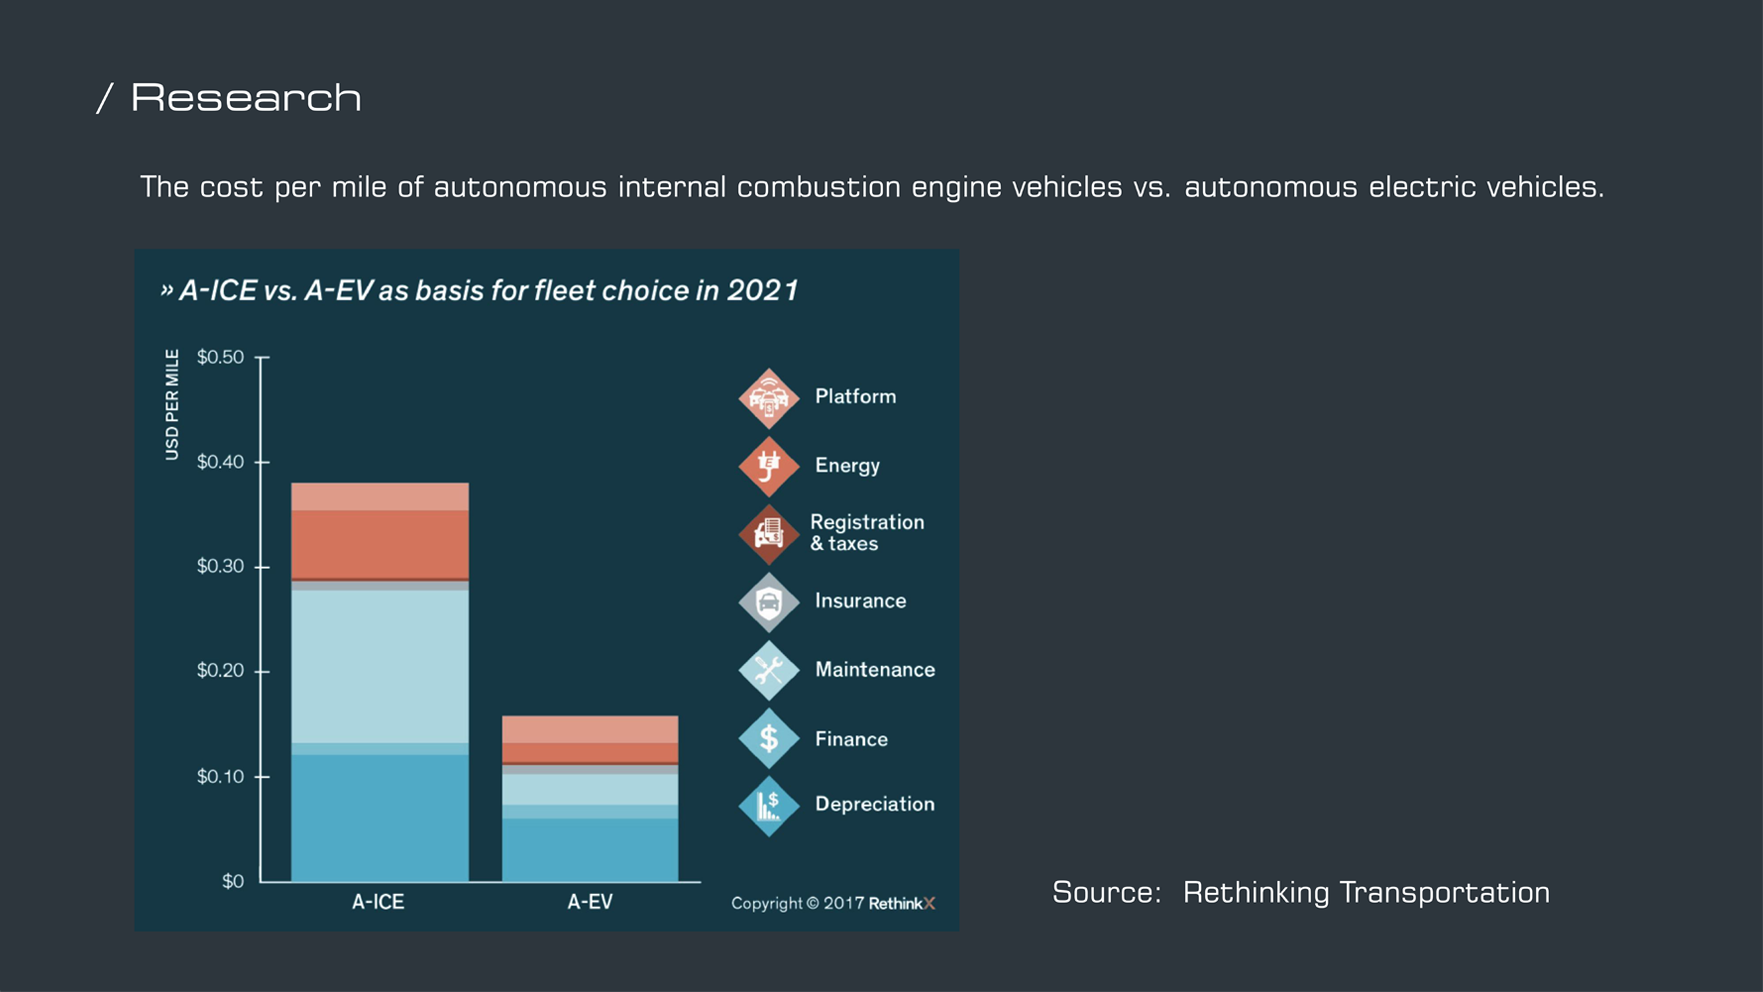 / Research
The cost per mile of autonomous internal combustion engine vehicles vs. autonomous electric vehicles.
» A-ICE vs. A-EV as basis for fleet choice in 2021
USD PER MILE
$0.50
$0.40
$0.30
$0.20
$0.10
$0
A-ICE
A-EV
Platform
Energy
Registration
& taxes
Insurance
Maintenance
Finance
Depreciation
Copyright © 2017 RethinkX
Source: Rethinking Transportation